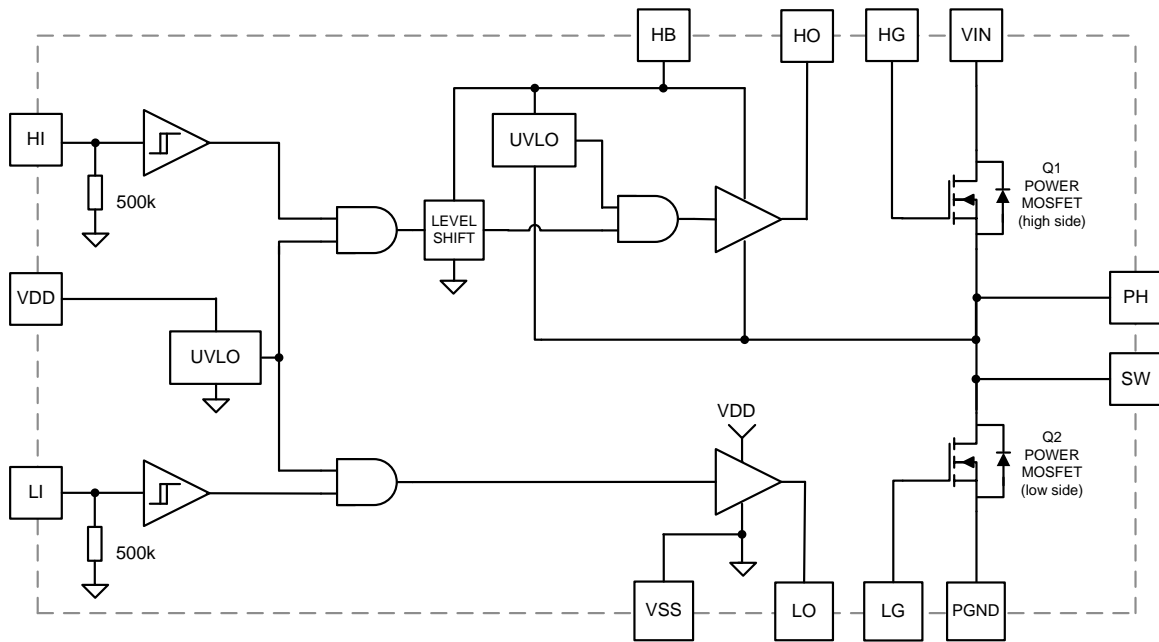 HB
HO
HG
VIN
HI
500k
UVLO
LEVEL
SHIFT
Q1
POWER
MOSFET
(high side)
VDD
UVLO
PH
SW
VDD
LI
500k
Q2
POWER
MOSFET
(low side)
VSS
LO
LG
PGND